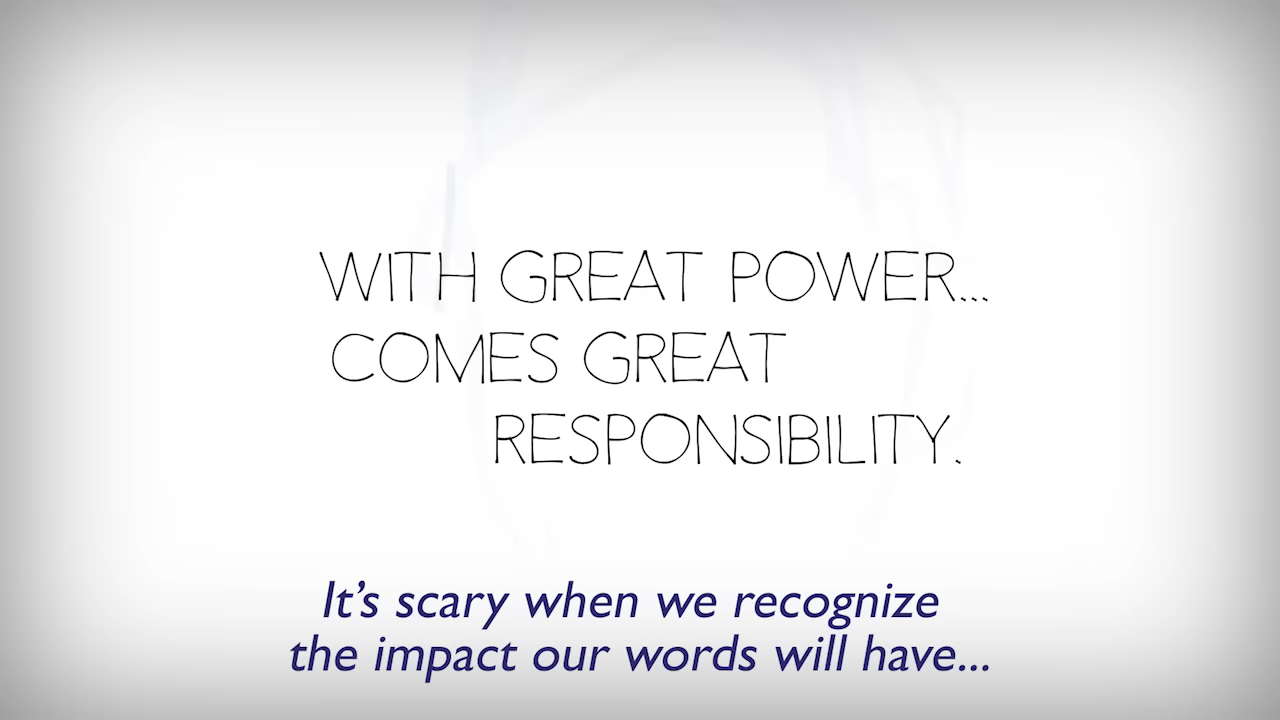 WITH GREAT POWER...
COMES GREAT
RESPONSIBILITY.
It's scary when we recognize
the impact our words will have...